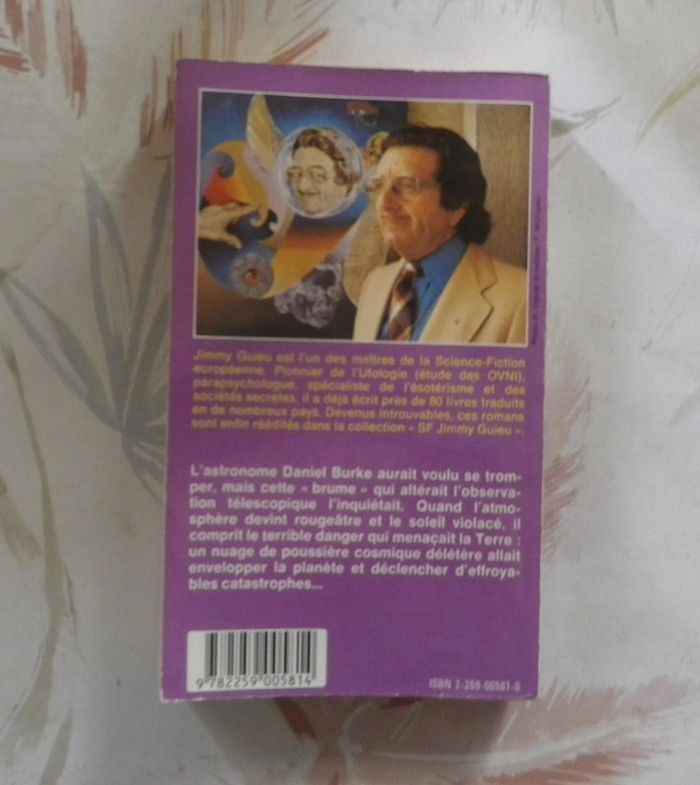 Jimmy Guieu est l'un des maîtres de la Science-Fiction
européenne. Pionnier de l'Ufologie (étude des OVNI),
parapsychologue, spécialiste de l'ésotérisme et des
sociétés secrètes, il a déjà écrit près de 80 livres traduits
en de nombreux pays. Devenus introuvables, ces romans
sont enfin réédités dans la collection « SF Jimmy Guieu ».
L'astronome Daniel Burke aurait voulu se trom-
per, mais cette « brume » qui altérait l'observa-
tion télescopique l'inquiétait. Quand l'atmo-
sphère devint rougeâtre et le soleil violacé, il
comprit le terrible danger qui menaçait la Terre :
un nuage de poussière cosmique délétère allait
envelopper la planète et déclencher d'effroya-
bles catastrophes...
9 782259 005814
ISBN 2-259-00581-0